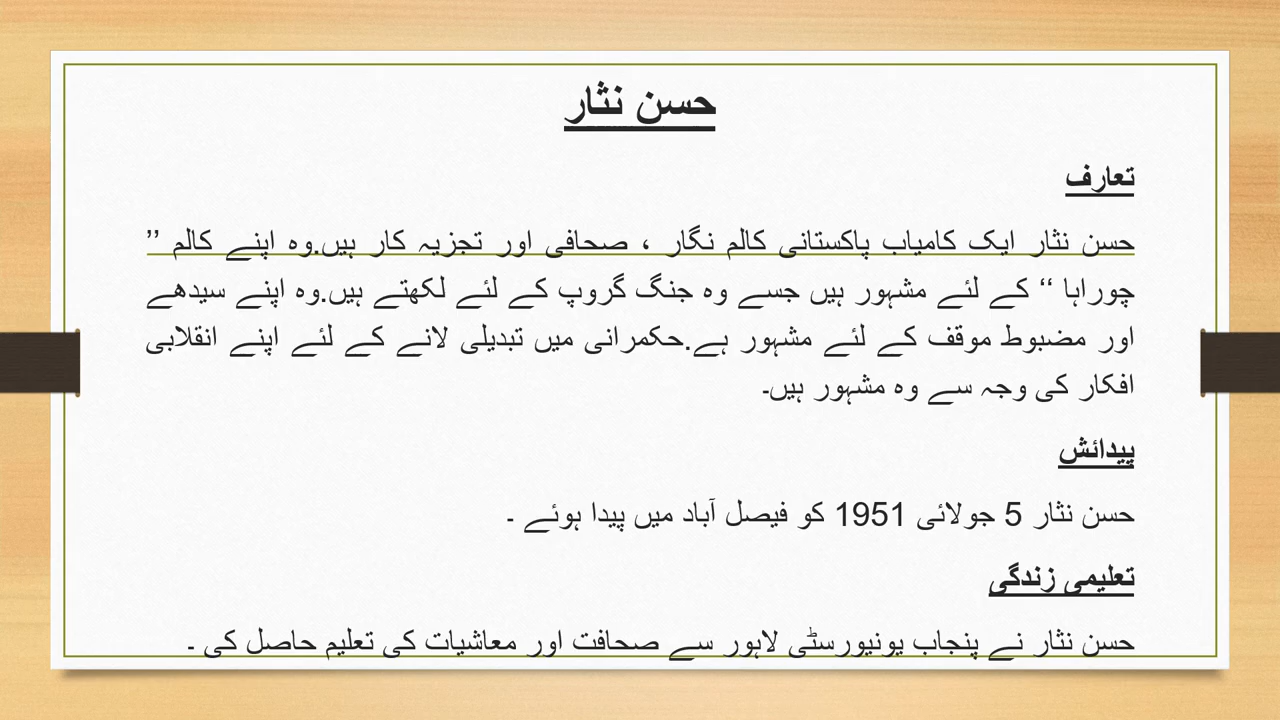 حسن نثار
تعارف
حسن نثار ایک کامیاب پاکستانی کالم نگار ، صحافی اور تجزیہ کار ہیں.وہ اپنے کالم ’’
چوراہا ‘‘ کے لئے مشہور ہیں جسے وہ جنگ گروپ کے لئے لکھتے ہیں.وہ اپنے سیدھے
اور مضبوط موقف کے لئے مشہور ہے.حکمرانی میں تبدیلی لانے کے لئے اپنے انقلابی
افکار کی وجہ سے وہ مشہور ہیں۔
پیدائش
حسن نثار 5 جولائی 1951 کو فیصل آباد میں پیدا ہوئے ۔
تعلیمی زندگی
حسن نثار نے پنجاب یونیورسٹی لاہور سے صحافت اور معاشیات کی تعلیم حاصل کی ۔